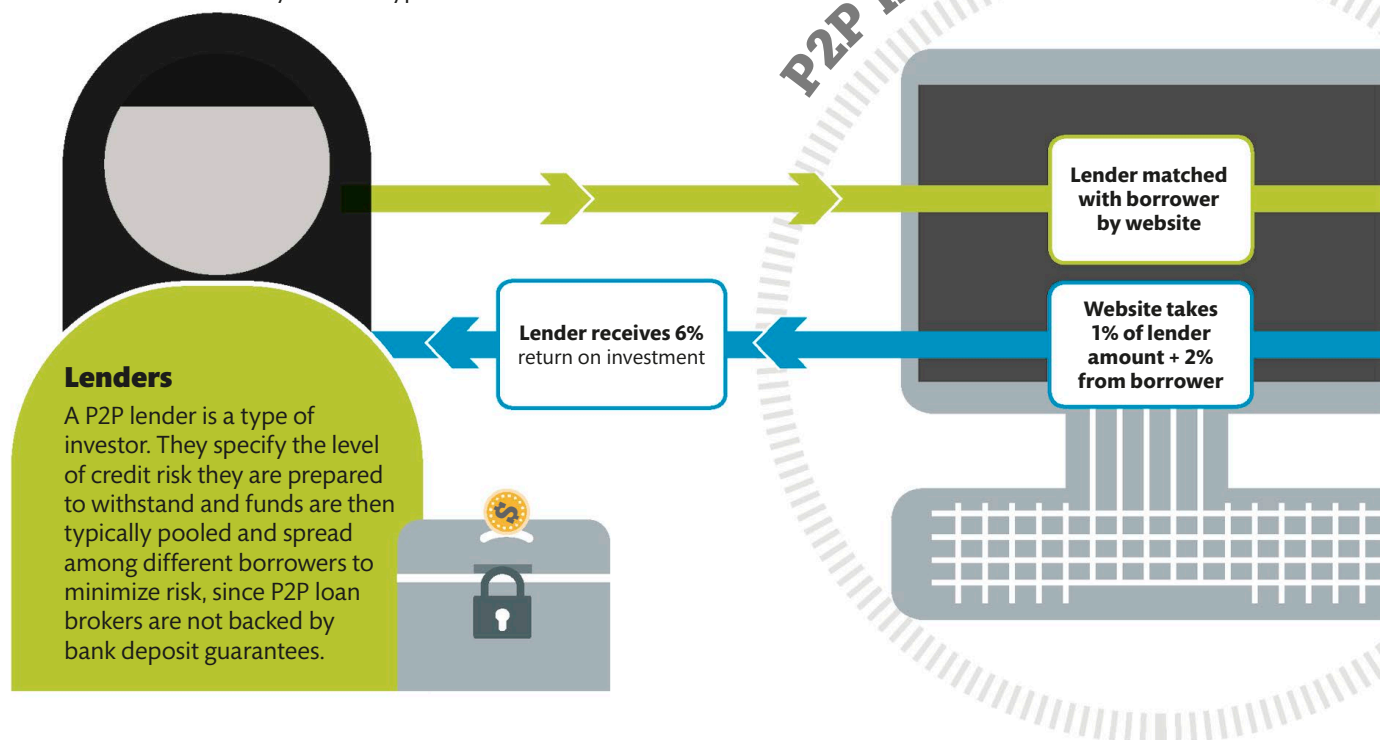 P2P
Lender matched
with borrower
by website
Lender receives 6%
return on investment
Website takes
1% of lender
amount + 2%
from borrower
Lenders
A P2P lender is a type of
investor. They specify the level
of credit risk they are prepared
to withstand and funds are then
typically pooled and spread
among different borrowers to
minimize risk, since P2P loan
brokers are not backed by
bank deposit guarantees.
$